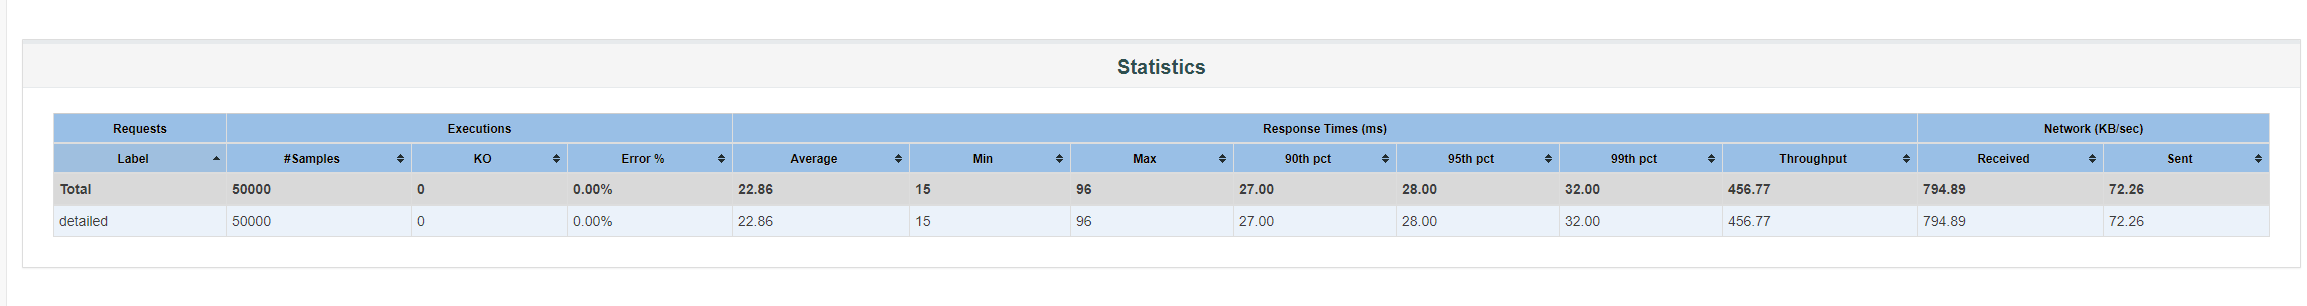 Statistics
Requests Executions Response Times (ms) Network (KB/sec)
Label #Samples KO Error % Average Min Max 90th pct 95th pct 99th pct Throughput Received Sent
Total 50000 0 0.00% 22.86 15 96 27.00 28.00 32.00 456.77 794.89 72.26
detailed 50000 0 0.00% 22.86 15 96 27.00 28.00 32.00 456.77 794.89 72.26